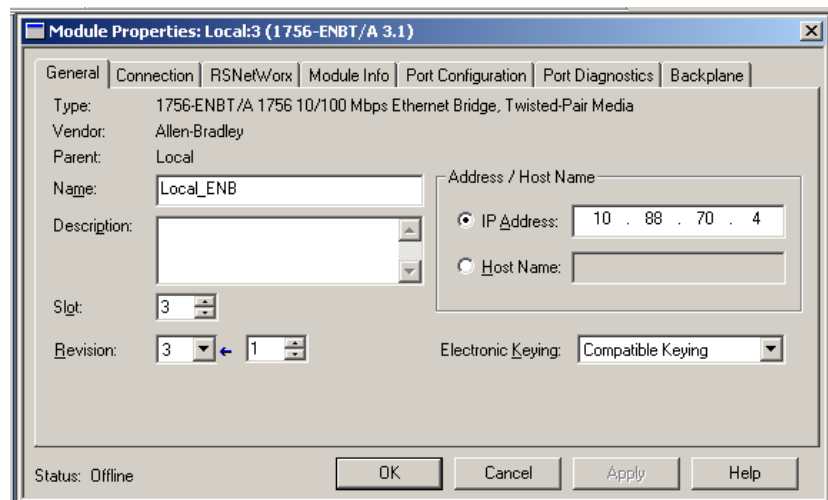 Module Properties: Local:3 (1756-ENBT/A 3.1)
General Connection RSNetWorx Module Info Port Configuration Port Diagnostics Backplane
Type: 1756-ENBT/A 1756 10/100 Mbps Ethernet Bridge, Twisted-Pair Media
Vendor: Allen-Bradley
Parent: Local
Name: Local_ENB
Address / Host Name
Description:
IP Address: 10 . 88 . 70 . 4
Host Name:
Slot: 3
Revision: 3 1 Electronic Keying: Compatible Keying
Status: Offline OK Cancel Apply Help